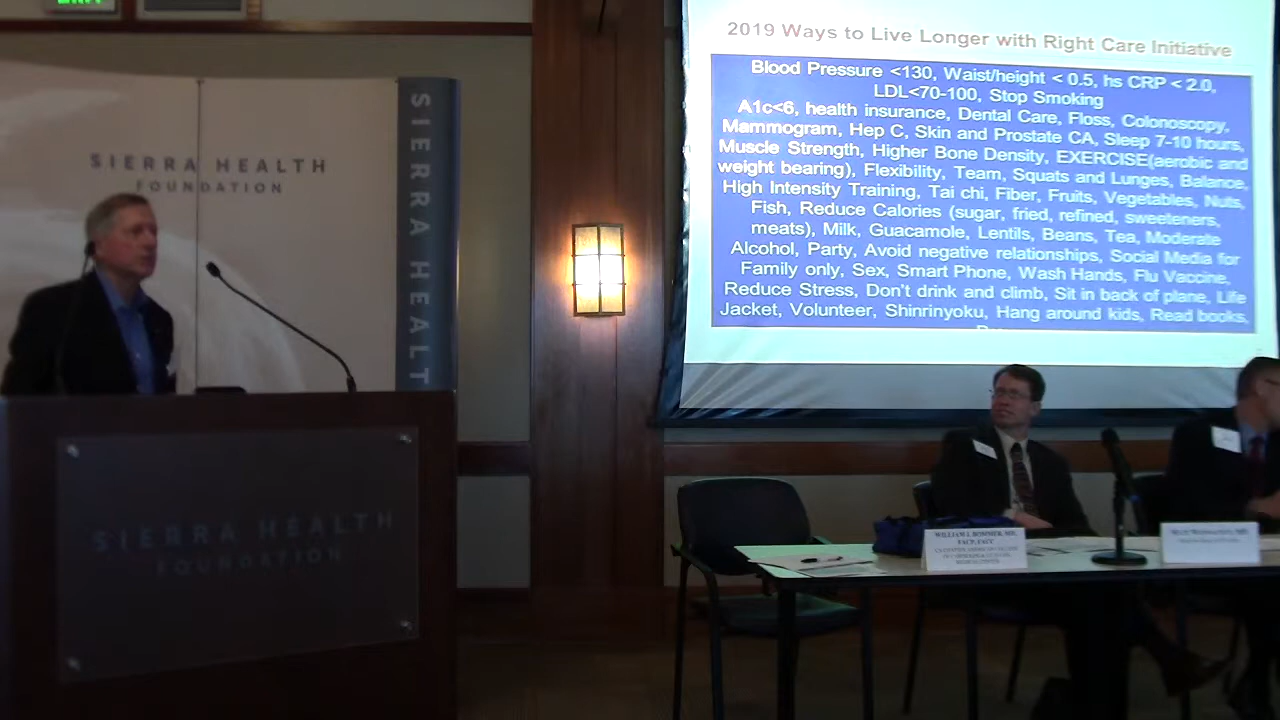 SIERRA HEALTH
FOUNDATION
SIERRA HEALT
SIERRA HEALTH
FOUNDATION
2019 Ways to Live Longer with Right Care Initiative
Blood Pressure <130, Waist/height < 0.5, hs CRP < 2.0,
LDL<70-100, Stop Smoking
A1c<6, health insurance, Dental Care, Floss, Colonoscopy,
Mammogram, Hep C, Skin and Prostate CA, Sleep 7-10 hours,
Muscle Strength, Higher Bone Density, EXERCISE(aerobic and
weight bearing), Flexibility, Team, Squats and Lunges, Balance,
High Intensity Training, Tai chi, Fiber, Fruits, Vegetables, Nuts,
Fish, Reduce Calories (sugar, fried, refined, sweeteners,
meats), Milk, Guacamole, Lentils, Beans, Tea, Moderate
Alcohol, Party, Avoid negative relationships, Social Media for
Family only, Sex, Smart Phone, Wash Hands, Flu Vaccine,
Reduce Stress, Don't drink and climb, Sit in back of plane, Life
Jacket, Volunteer, Shinrinyoku, Hang around kids, Read books,
WILLIAM J. BOMMER, MD,
FACP, FACC